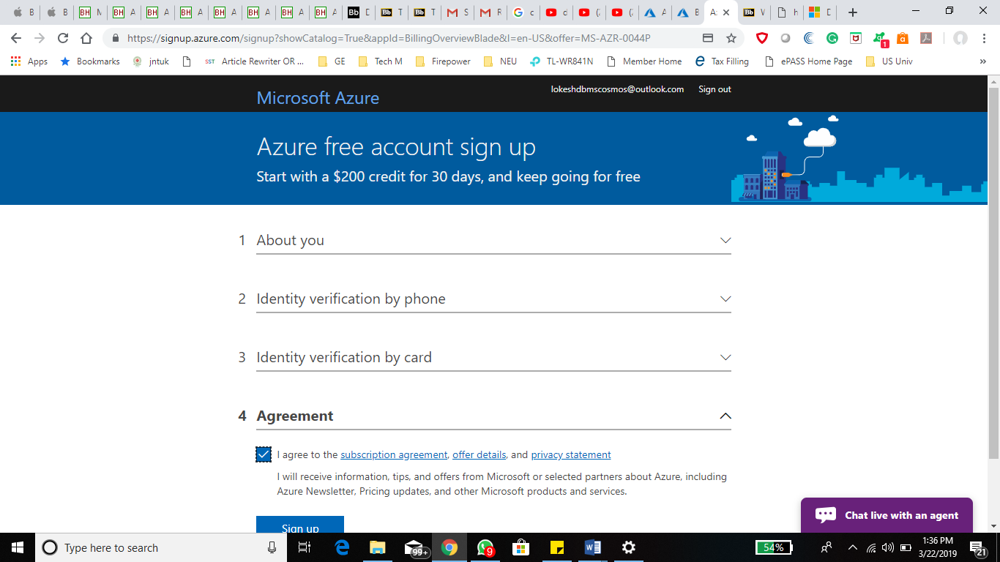 BH
BH
BH
BH
BH
BH
BH
BH
Bb
Bb
Bb
Bb
https://signup.azure.com/signup?showCatalog=True&appId=BillingOverviewBlade&l=en-US&offer=MS-AZR-0044P
1
Apps Bookmarks jntuk SST Article Rewriter OR ... GE Tech M Firepower NEU TL-WR841N Member Home Tax Filling ePASS Home Page US Univ »
Microsoft Azure
lokeshdbmscosmos@outlook.com Sign out
Azure free account sign up
Start with a $200 credit for 30 days, and keep going for free
1 About you
2 Identity verification by phone
3 Identity verification by card
4 Agreement
I agree to the subscription agreement, offer details, and privacy statement
I will receive information, tips, and offers from Microsoft or selected partners about Azure, including
Azure Newsletter, Pricing updates, and other Microsoft products and services.
Sign up
Chat live with an agent
Type here to search
99+
9
54%
1:36 PM
3/22/2019
21